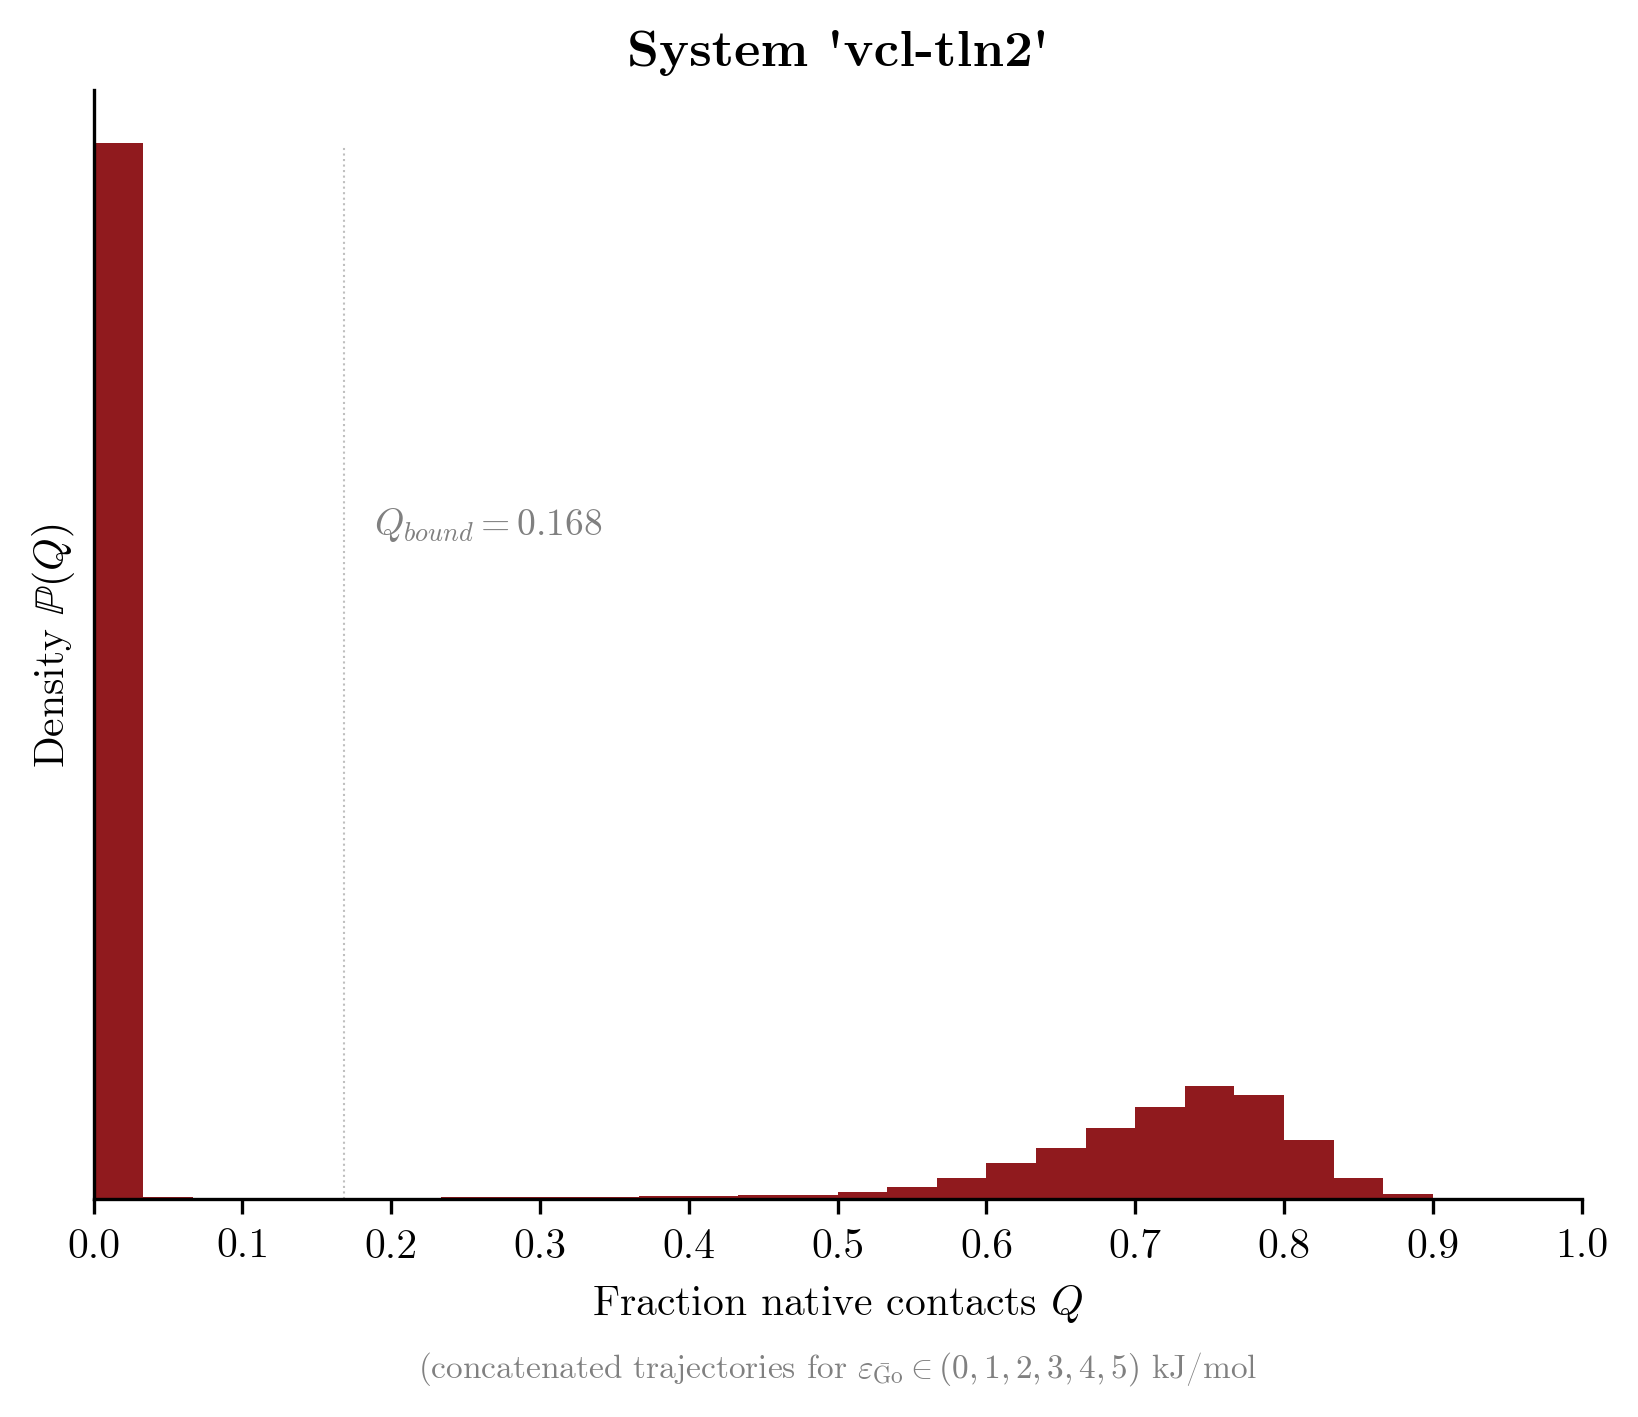 System 'vcl-tln2'
Density ℙ(Q)
Q_bound = 0.168
0.0 0.1 0.2 0.3 0.4 0.5 0.6 0.7 0.8 0.9 1.0
Fraction native contacts Q
(concatenated trajectories for ε_Ḡo ∈ (0, 1, 2, 3, 4, 5) kJ/mol